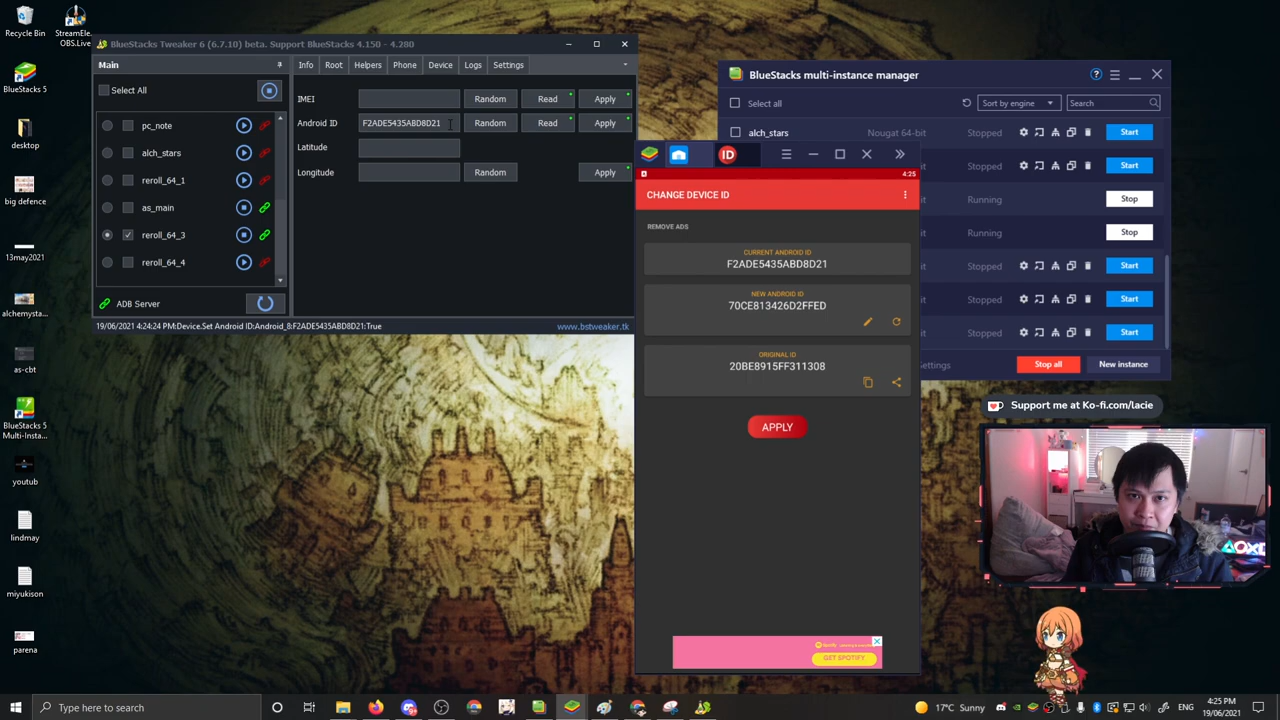 Recycle Bin
StreamEle...
OBS.Live
BlueStacks 5
desktop
big defence
13may2021
alchemysta...
as-cbt
BlueStacks 5
Multi-Insta...
youtub
lindmay
miyukison
parena
BlueStacks Tweaker 6 (6.7.10) beta. Support BlueStacks 4.150 - 4.280
Main
Select All
pc_note
alch_stars
reroll_64_1
as_main
reroll_64_3
reroll_64_4
ADB Server
Info Root Helpers Phone Device Logs Settings
IMEI Random Read Apply
Android ID F2ADE5435ABD8D21 Random Read Apply
Latitude
Longitude Random Apply
19/06/2021 4:24:24 PM:Device.Set Android ID:Android_8:F2ADE5435ABD8D21:True
www.bstweaker.tk
BlueStacks multi-instance manager
Select all Sort by engine Search
alch_stars Nougat 64-bit Stopped Start
Stopped Start
Running Stop
Running Stop
Stopped Start
Stopped Start
Stopped Start
Settings Stop all New instance
ID
4:25
CHANGE DEVICE ID
REMOVE ADS
CURRENT ANDROID ID
F2ADE5435ABD8D21
NEW ANDROID ID
70CE813426D2FFED
ORIGINAL ID
20BE8915FF311308
APPLY
GET SPOTIFY
Support me at Ko-fi.com/lacie
Type here to search
17°C Sunny
ENG
4:25 PM
19/06/2021